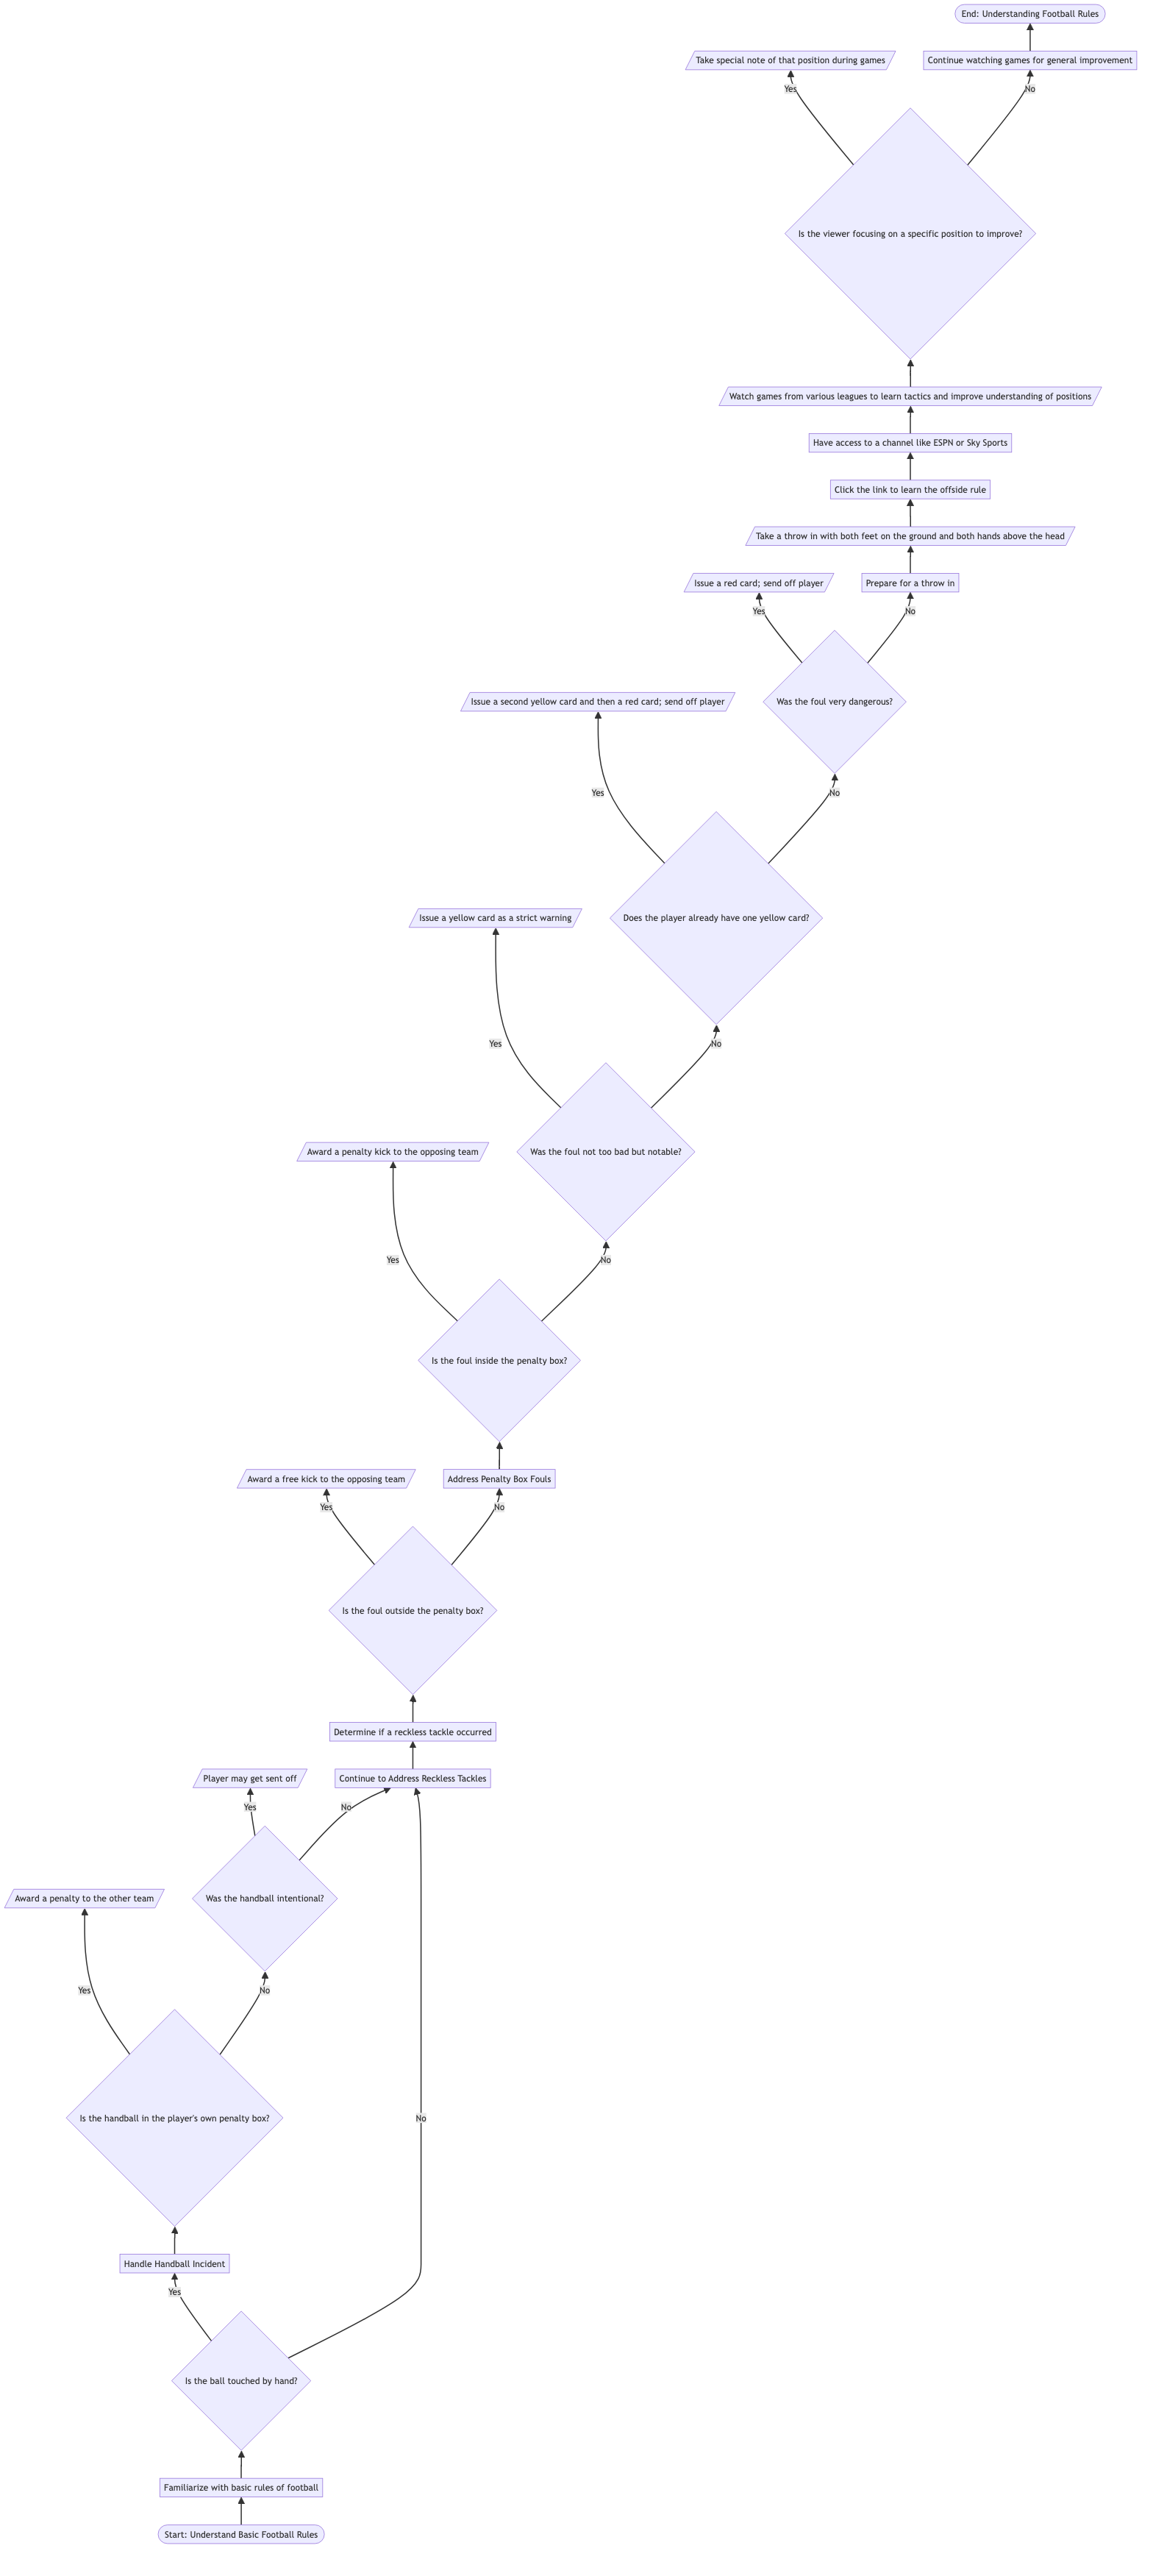 End: Understanding Football Rules
Take special note of that position during games
Continue watching games for general improvement
Yes
No
Is the viewer focusing on a specific position to improve?
Watch games from various leagues to learn tactics and improve understanding of positions
Have access to a channel like ESPN or Sky Sports
Click the link to learn the offside rule
Take a throw in with both feet on the ground and both hands above the head
Issue a red card; send off player
Prepare for a throw in
Yes
No
Issue a second yellow card and then a red card; send off player
Was the foul very dangerous?
Yes
No
Issue a yellow card as a strict warning
Does the player already have one yellow card?
Yes
No
Award a penalty kick to the opposing team
Was the foul not too bad but notable?
Yes
No
Is the foul inside the penalty box?
Award a free kick to the opposing team
Address Penalty Box Fouls
Yes
No
Is the foul outside the penalty box?
Determine if a reckless tackle occurred
Player may get sent off
Continue to Address Reckless Tackles
Yes
No
Award a penalty to the other team
Was the handball intentional?
Yes
No
Is the handball in the player's own penalty box?
No
Handle Handball Incident
Yes
Is the ball touched by hand?
Familiarize with basic rules of football
Start: Understand Basic Football Rules